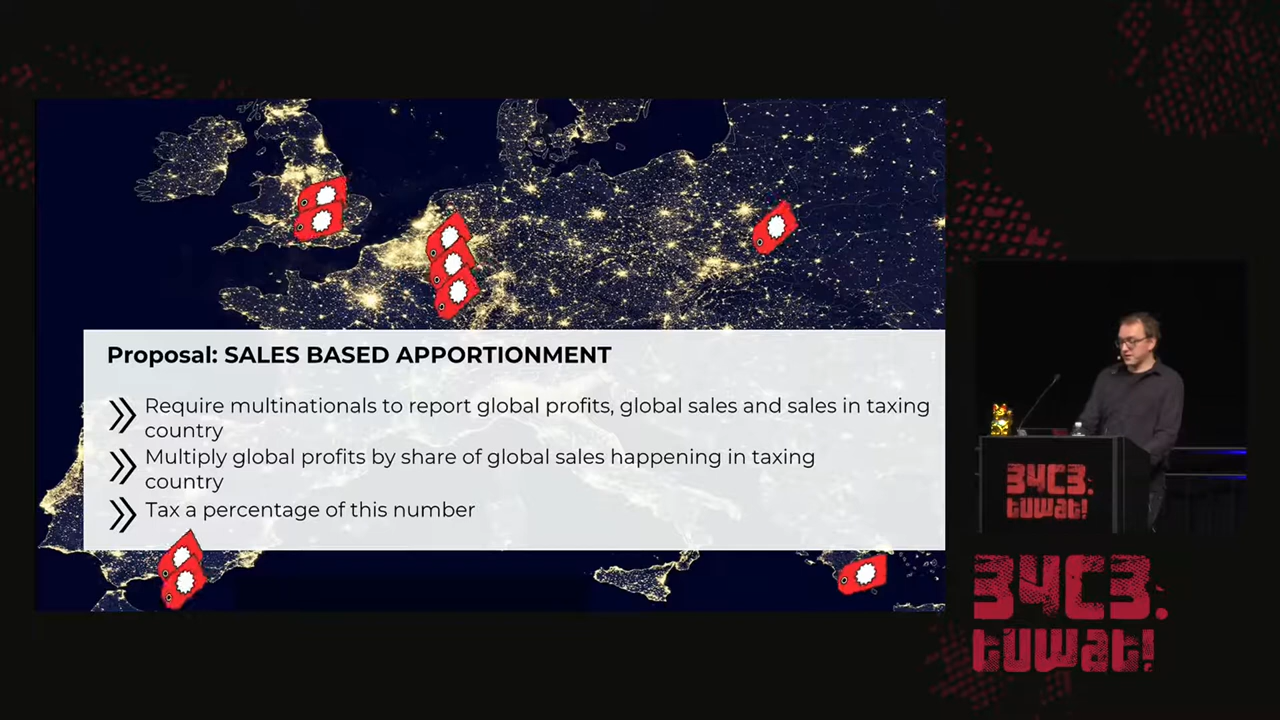 Proposal: SALES BASED APPORTIONMENT
Require multinationals to report global profits, global sales and sales in taxing
country
Multiply global profits by share of global sales happening in taxing
country
Tax a percentage of this number
34C3.
tuwat!
34C3.
tuwat!